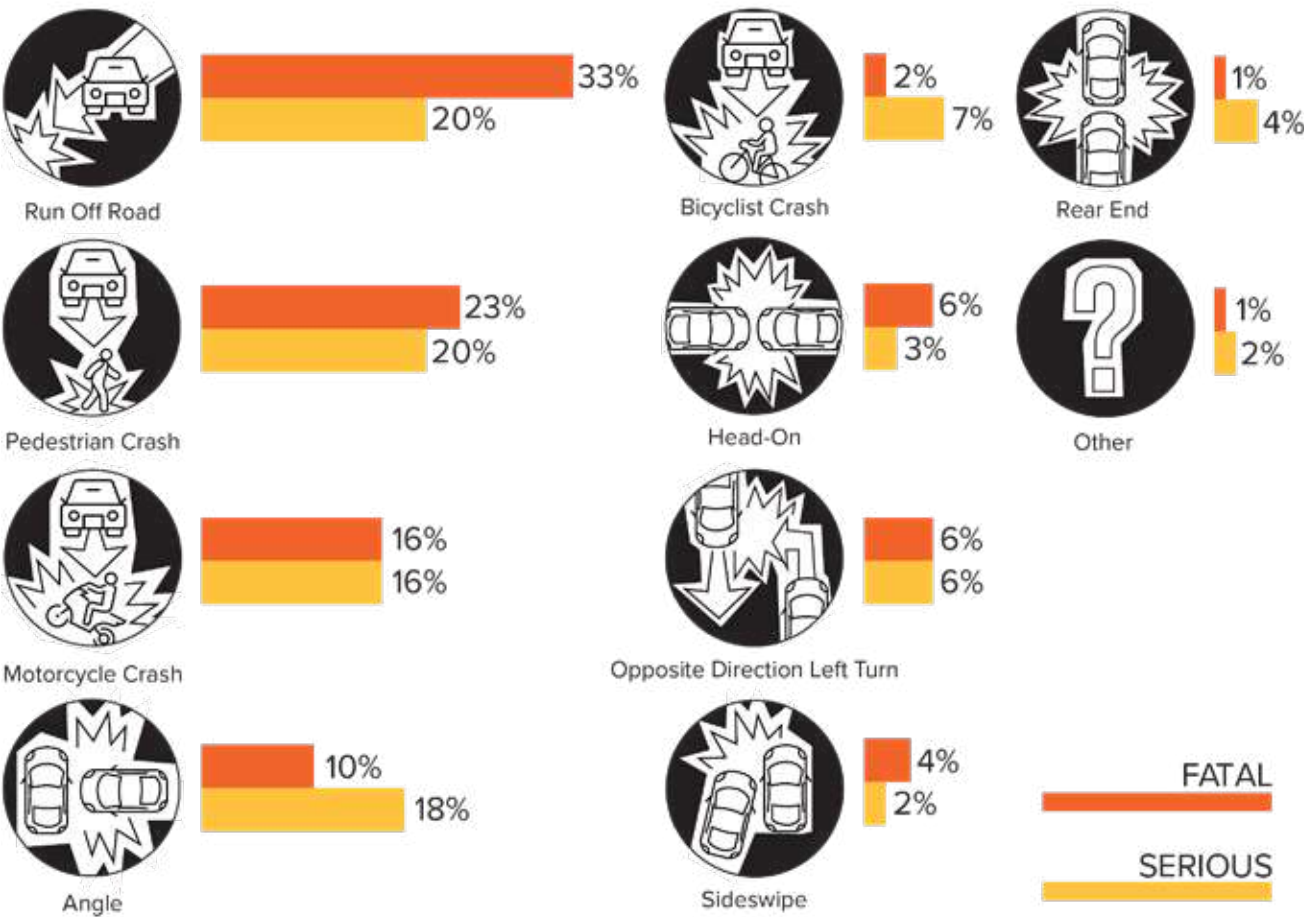 33%
20%
Run Off Road
23%
20%
Pedestrian Crash
16%
16%
Motorcycle Crash
10%
18%
Angle
2%
7%
Bicyclist Crash
6%
3%
Head-On
6%
6%
Opposite Direction Left Turn
4%
2%
Sideswipe
1%
4%
Rear End
?
1%
2%
Other
FATAL
SERIOUS